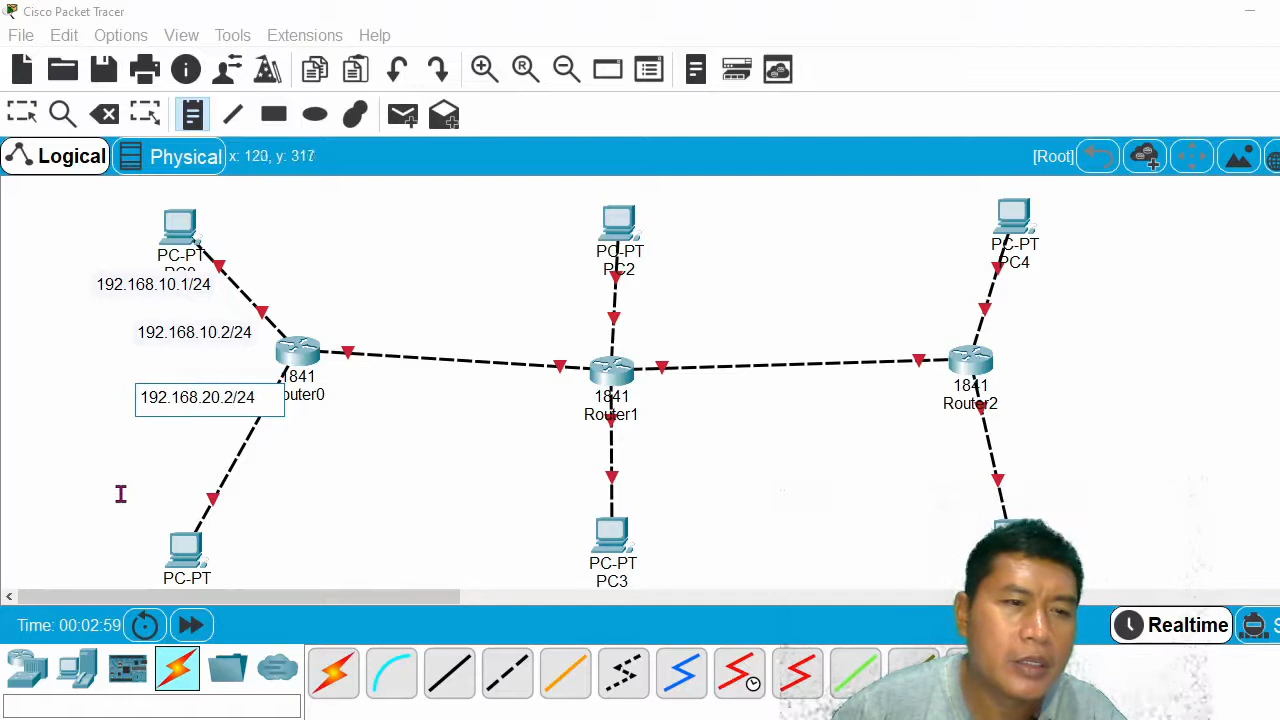 Cisco Packet Tracer
File Edit Options View Tools Extensions Help
Logical Physical x: 120, y: 317 [Root]
PC-PT
PC-PT
PC2
PC-PT
PC4
192.168.10.1/24
192.168.10.2/24
1841
Router1
1841
Router2
1841
outer0
192.168.20.2/24
PC-PT
PC-PT
PC3
Time: 00:02:59 Realtime